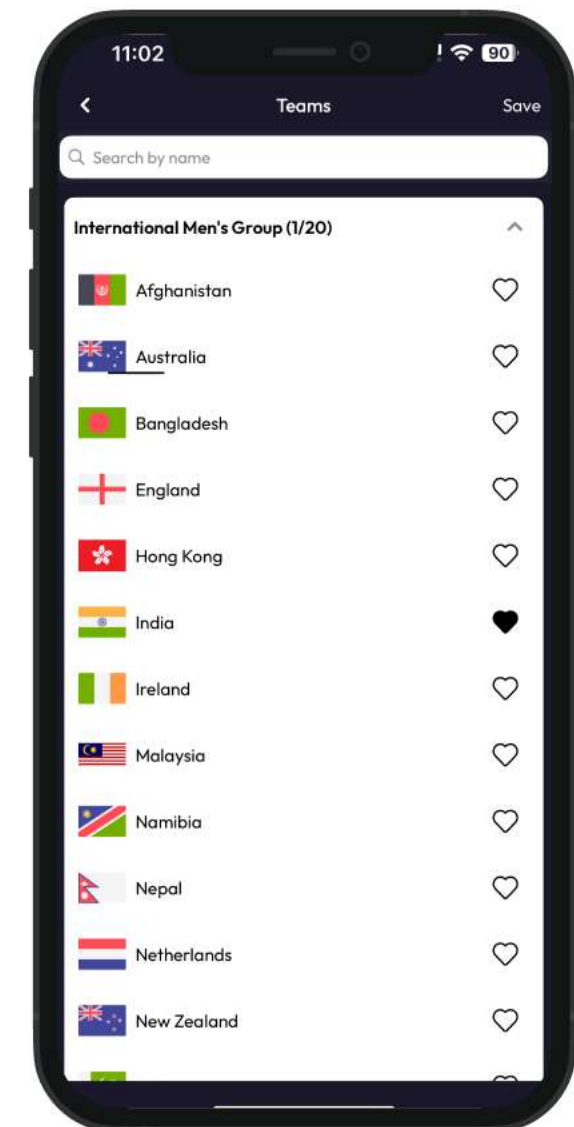 11:02
90
Teams
Save
Search by name
International Men's Group (1/20)
Afghanistan
Australia
Bangladesh
England
Hong Kong
India
Ireland
Malaysia
Namibia
Nepal
Netherlands
New Zealand